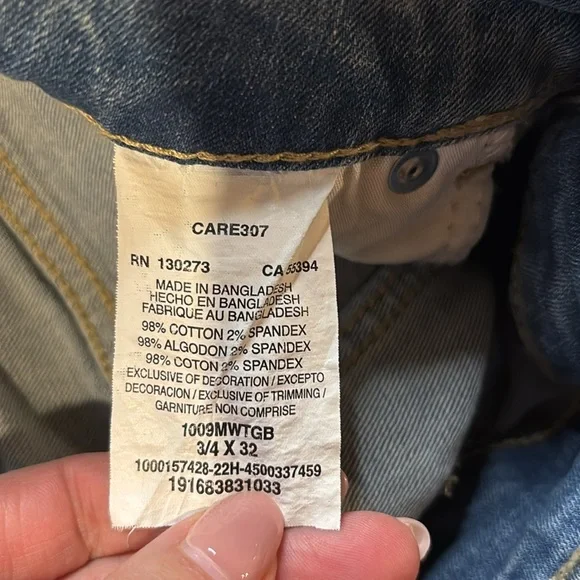 CARE307
RN 130273 CA 55394
MADE IN BANGLADESH
HECHO EN BANGLADESH
FABRIQUE AU BANGLADESH
98% COTTON 2% SPANDEX
98% ALGODON 2% SPANDEX
98% COTON 2% SPANDEX
EXCLUSIVE OF DECORATION / EXCEPTO
DECORACION / EXCLUSIVE OF TRIMMING /
GARNITURE NON COMPRISE
1009MWTGB
3/4 X 32
1000157428-22H-4500337459
191683831033